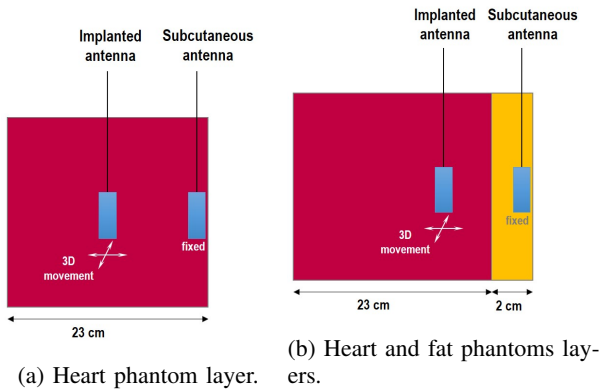 Implanted
antenna
Subcutaneous
antenna
3D
movement
fixed
23 cm
(a) Heart phantom layer.
Implanted
antenna
Subcutaneous
antenna
3D
movement
fixed
23 cm
2 cm
(b) Heart and fat phantoms lay-
ers.